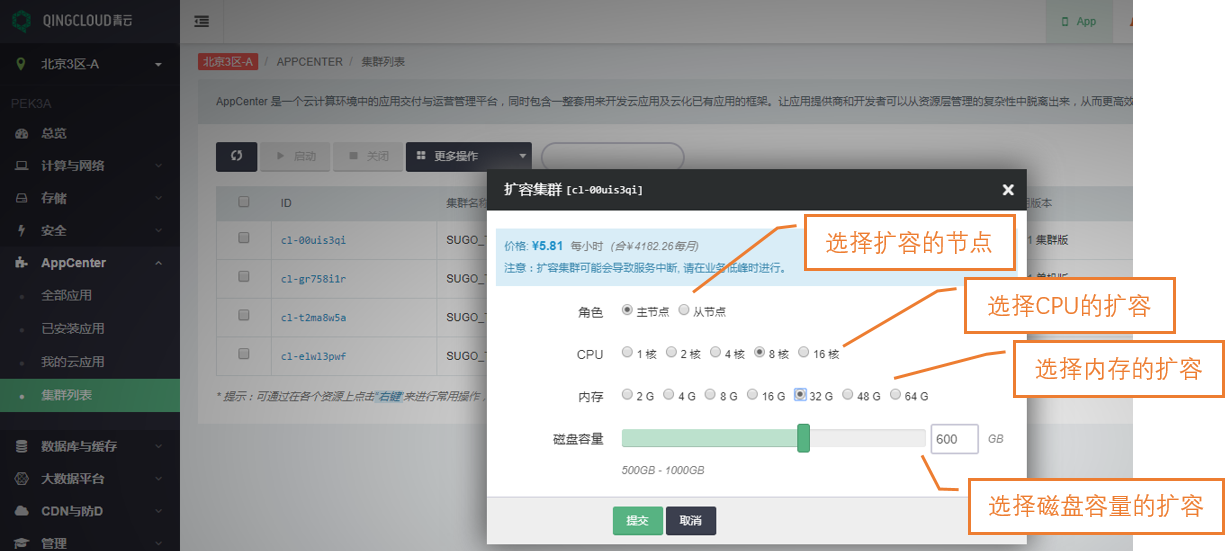 QINGCLOUD青云
App
北京3区-A
北京3区-A / APPCENTER / 集群列表
PEK3A
AppCenter 是一个云计算环境中的应用交付与运营管理平台，同时包含一整套用来开发云应用及云化已有应用的框架。让应用提供商和开发者可以从资源层管理的复杂性中脱离出来，从而更高效
总览
计算与网络
存储
安全
AppCenter
全部应用
已安装应用
我的云应用
集群列表
数据库与缓存
大数据平台
CDN与防D
管理
启动
关闭
更多操作
ID
集群名称
版本
cl-00uis3qi
SUGO_
1 集群版
cl-gr758i1r
SUGO_
cl-t2ma8w5a
SUGO_
cl-elwl3pwf
SUGO_
* 提示：可通过在各个资源上点击"右键"来进行常用操作，
扩容集群 [cl-00uis3qi]
价格: ¥5.81 每小时 (合¥4182.26每月)
注意：扩容集群可能会导致服务中断, 请在业务低峰时进行。
角色 主节点 从节点
CPU 1 核 2 核 4 核 8 核 16 核
内存 2 G 4 G 8 G 16 G 32 G 48 G 64 G
磁盘容量 600 GB
500GB - 1000GB
提交 取消
选择扩容的节点
选择CPU的扩容
选择内存的扩容
选择磁盘容量的扩容